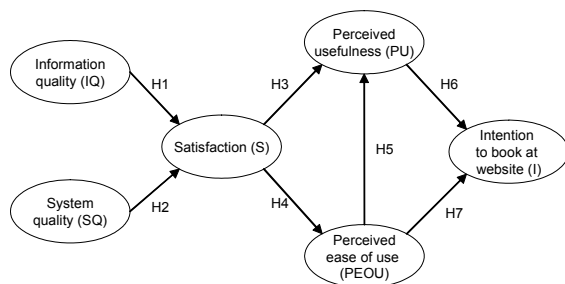 Perceived
usefulness (PU)
Information
quality (IQ)
H1
H3
H6
Satisfaction (S)
H5
Intention
to book at
website (I)
System
quality (SQ)
H2
H4
H7
Perceived
ease of use
(PEOU)